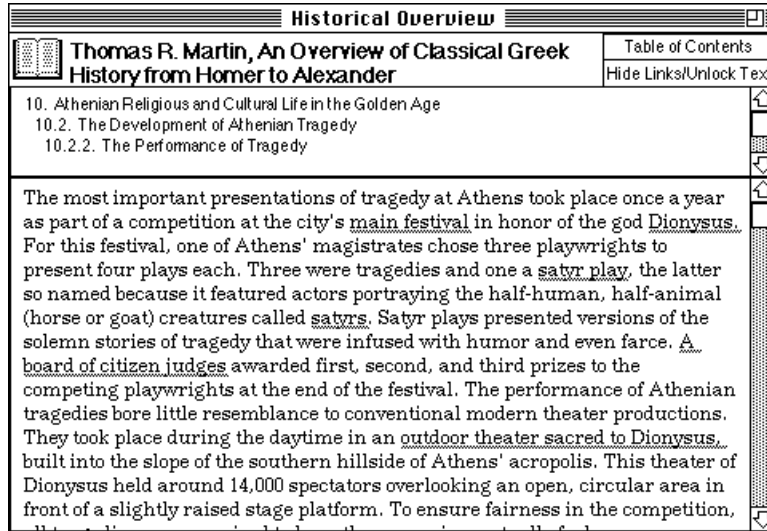 Historical Overview
Thomas R. Martin, An Overview of Classical Greek
History from Homer to Alexander
Table of Contents
Hide Links/Unlock Tex
10. Athenian Religious and Cultural Life in the Golden Age
10.2. The Development of Athenian Tragedy
10.2.2. The Performance of Tragedy
The most important presentations of tragedy at Athens took place once a year
as part of a competition at the city's main festival in honor of the god Dionysus.
For this festival, one of Athens' magistrates chose three playwrights to
present four plays each. Three were tragedies and one a satyr play, the latter
so named because it featured actors portraying the half-human, half-animal
(horse or goat) creatures called satyrs. Satyr plays presented versions of the
solemn stories of tragedy that were infused with humor and even farce. A
board of citizen judges awarded first, second, and third prizes to the
competing playwrights at the end of the festival. The performance of Athenian
tragedies bore little resemblance to conventional modern theater productions.
They took place during the daytime in an outdoor theater sacred to Dionysus,
built into the slope of the southern hillside of Athens' acropolis. This theater of
Dionysus held around 14,000 spectators overlooking an open, circular area in
front of a slightly raised stage platform. To ensure fairness in the competition,